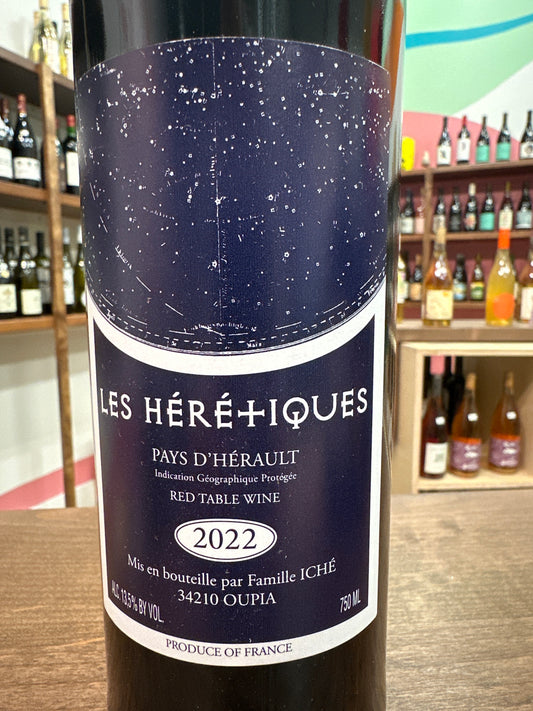 LES HÉRÉTIQUES
PAYS D'HÉRAULT
Indication Géographique Protégée
RED TABLE WINE
2022
Mis en bouteille par Famille ICHÉ
34210 OUPIA
ALC. 13,5% BY VOL.
750 ML
PRODUCE OF FRANCE